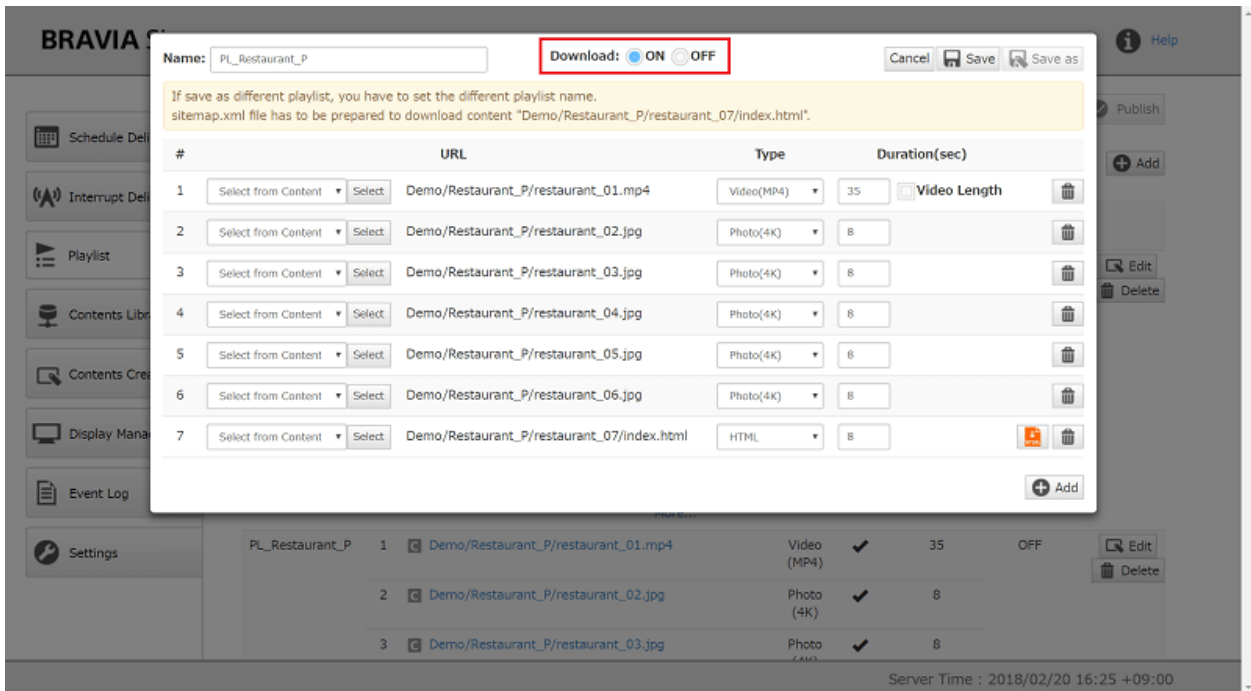 BRAVIA
Help
Name: PL_Restaurant_P Download: ON OFF Cancel Save Save as
If save as different playlist, you have to set the different playlist name.
sitemap.xml file has to be prepared to download content "Demo/Restaurant_P/restaurant_07/index.html".
Publish
Add
# URL Type Duration(sec)
1 Select from Content Select Demo/Restaurant_P/restaurant_01.mp4 Video(MP4) 35 Video Length
2 Select from Content Select Demo/Restaurant_P/restaurant_02.jpg Photo(4K) 8
3 Select from Content Select Demo/Restaurant_P/restaurant_03.jpg Photo(4K) 8
4 Select from Content Select Demo/Restaurant_P/restaurant_04.jpg Photo(4K) 8
5 Select from Content Select Demo/Restaurant_P/restaurant_05.jpg Photo(4K) 8
6 Select from Content Select Demo/Restaurant_P/restaurant_06.jpg Photo(4K) 8
7 Select from Content Select Demo/Restaurant_P/restaurant_07/index.html HTML 8
Add
Schedule Deli
Interrupt Deli
Playlist
Contents Libr
Contents Crea
Display Mana
Event Log
Settings
Edit
Delete
More...
PL_Restaurant_P 1 C Demo/Restaurant_P/restaurant_01.mp4 Video (MP4) 35 OFF Edit
Delete
2 C Demo/Restaurant_P/restaurant_02.jpg Photo (4K) 8
3 C Demo/Restaurant_P/restaurant_03.jpg Photo (4K) 8
Server Time : 2018/02/20 16:25 +09:00